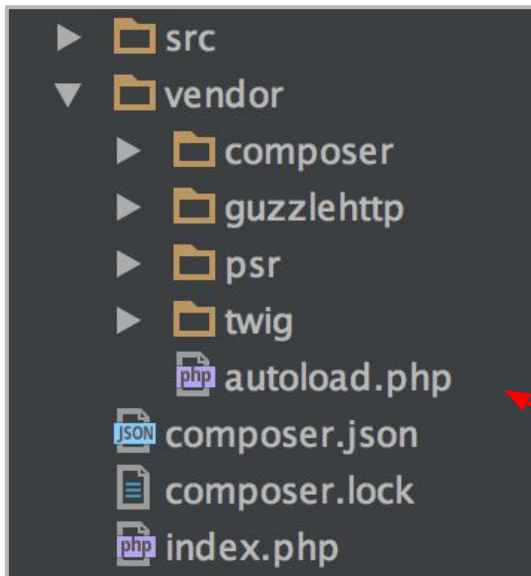 src
vendor
composer
guzzlehttp
psr
twig
php autoload.php
JSON composer.json
composer.lock
php index.php